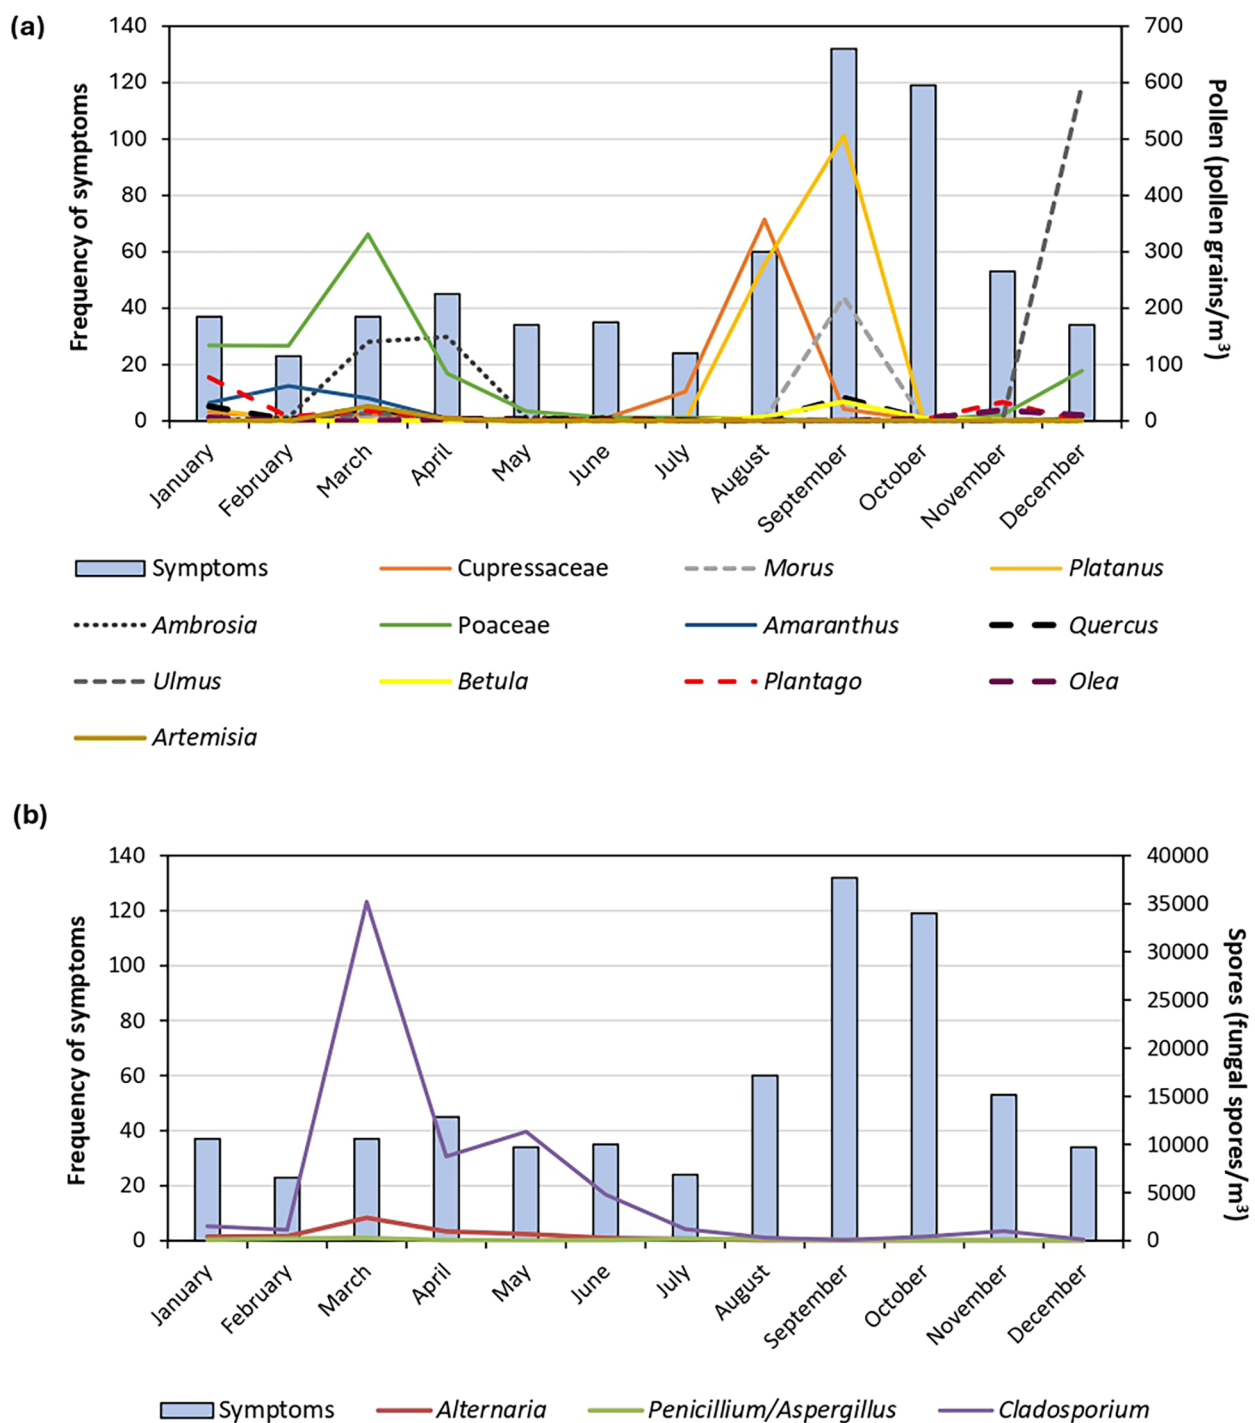 (a)
140
120
100
80
60
40
20
0
Frequency of symptoms
700
600
500
400
300
200
100
0
Pollen (pollen grains/m³)
January February March April May June July August September October November December
Symptoms Cupressaceae Morus Platanus
Ambrosia Poaceae Amaranthus Quercus
Ulmus Betula Plantago Olea
Artemisia
(b)
140
120
100
80
60
40
20
0
Frequency of symptoms
40000
35000
30000
25000
20000
15000
10000
5000
0
Spores (fungal spores/m³)
January February March April May June July August September October November December
Symptoms Alternaria Penicillium/Aspergillus Cladosporium